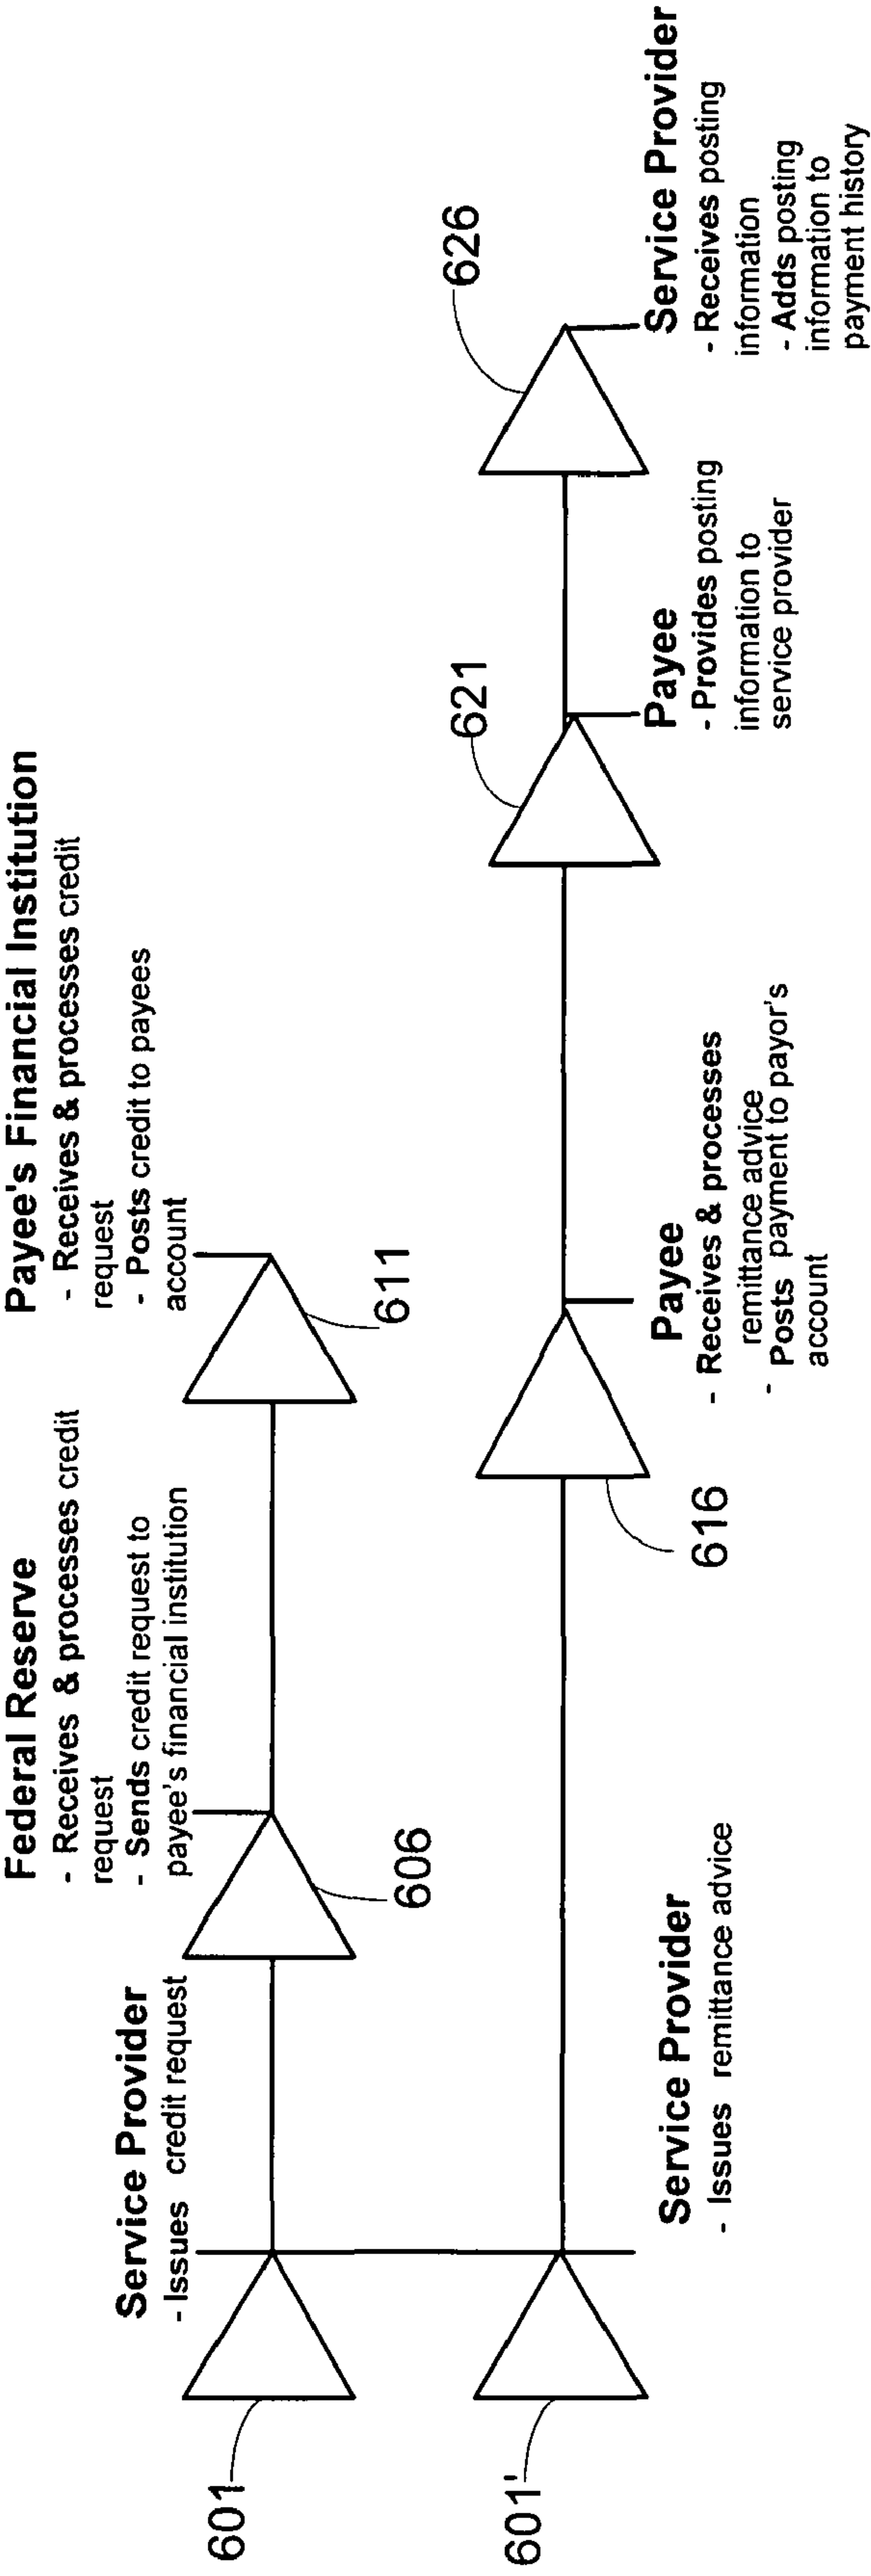 Service Provider
- Issues credit request
Federal Reserve
- Receives & processes credit
request
- Sends credit request to
payee's financial institution
Payee's Financial Institution
- Receives & processes credit
request
- Posts credit to payees
account
601
606
611
601'
616
621
626
Service Provider
- Issues remittance advice
Payee
- Receives & processes
remittance advice
- Posts payment to payor's
account
Payee
- Provides posting
information to
service provider
Service Provider
- Receives posting
information
- Adds posting
information to
payment history